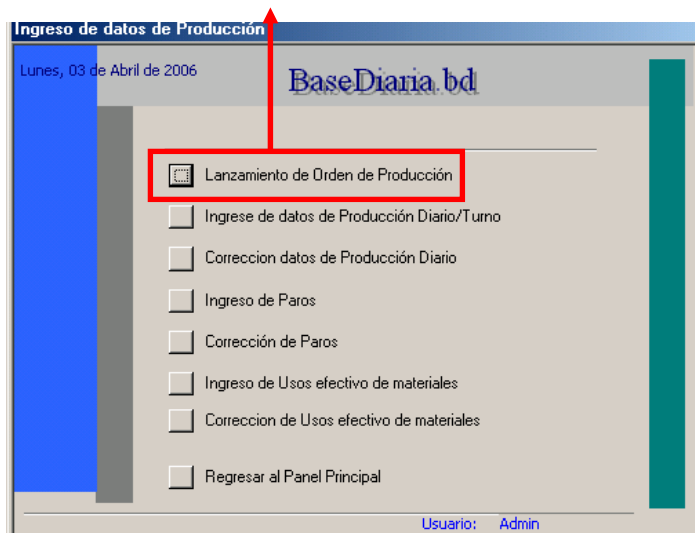 Ingreso de datos de Producción
Lunes, 03 de Abril de 2006
BaseDiaria.bd
Lanzamiento de Orden de Producción
Ingrese de datos de Producción Diario/Turno
Correccion datos de Producción Diario
Ingreso de Paros
Corrección de Paros
Ingreso de Usos efectivo de materiales
Correccion de Usos efectivo de materiales
Regresar al Panel Principal
Usuario: Admin